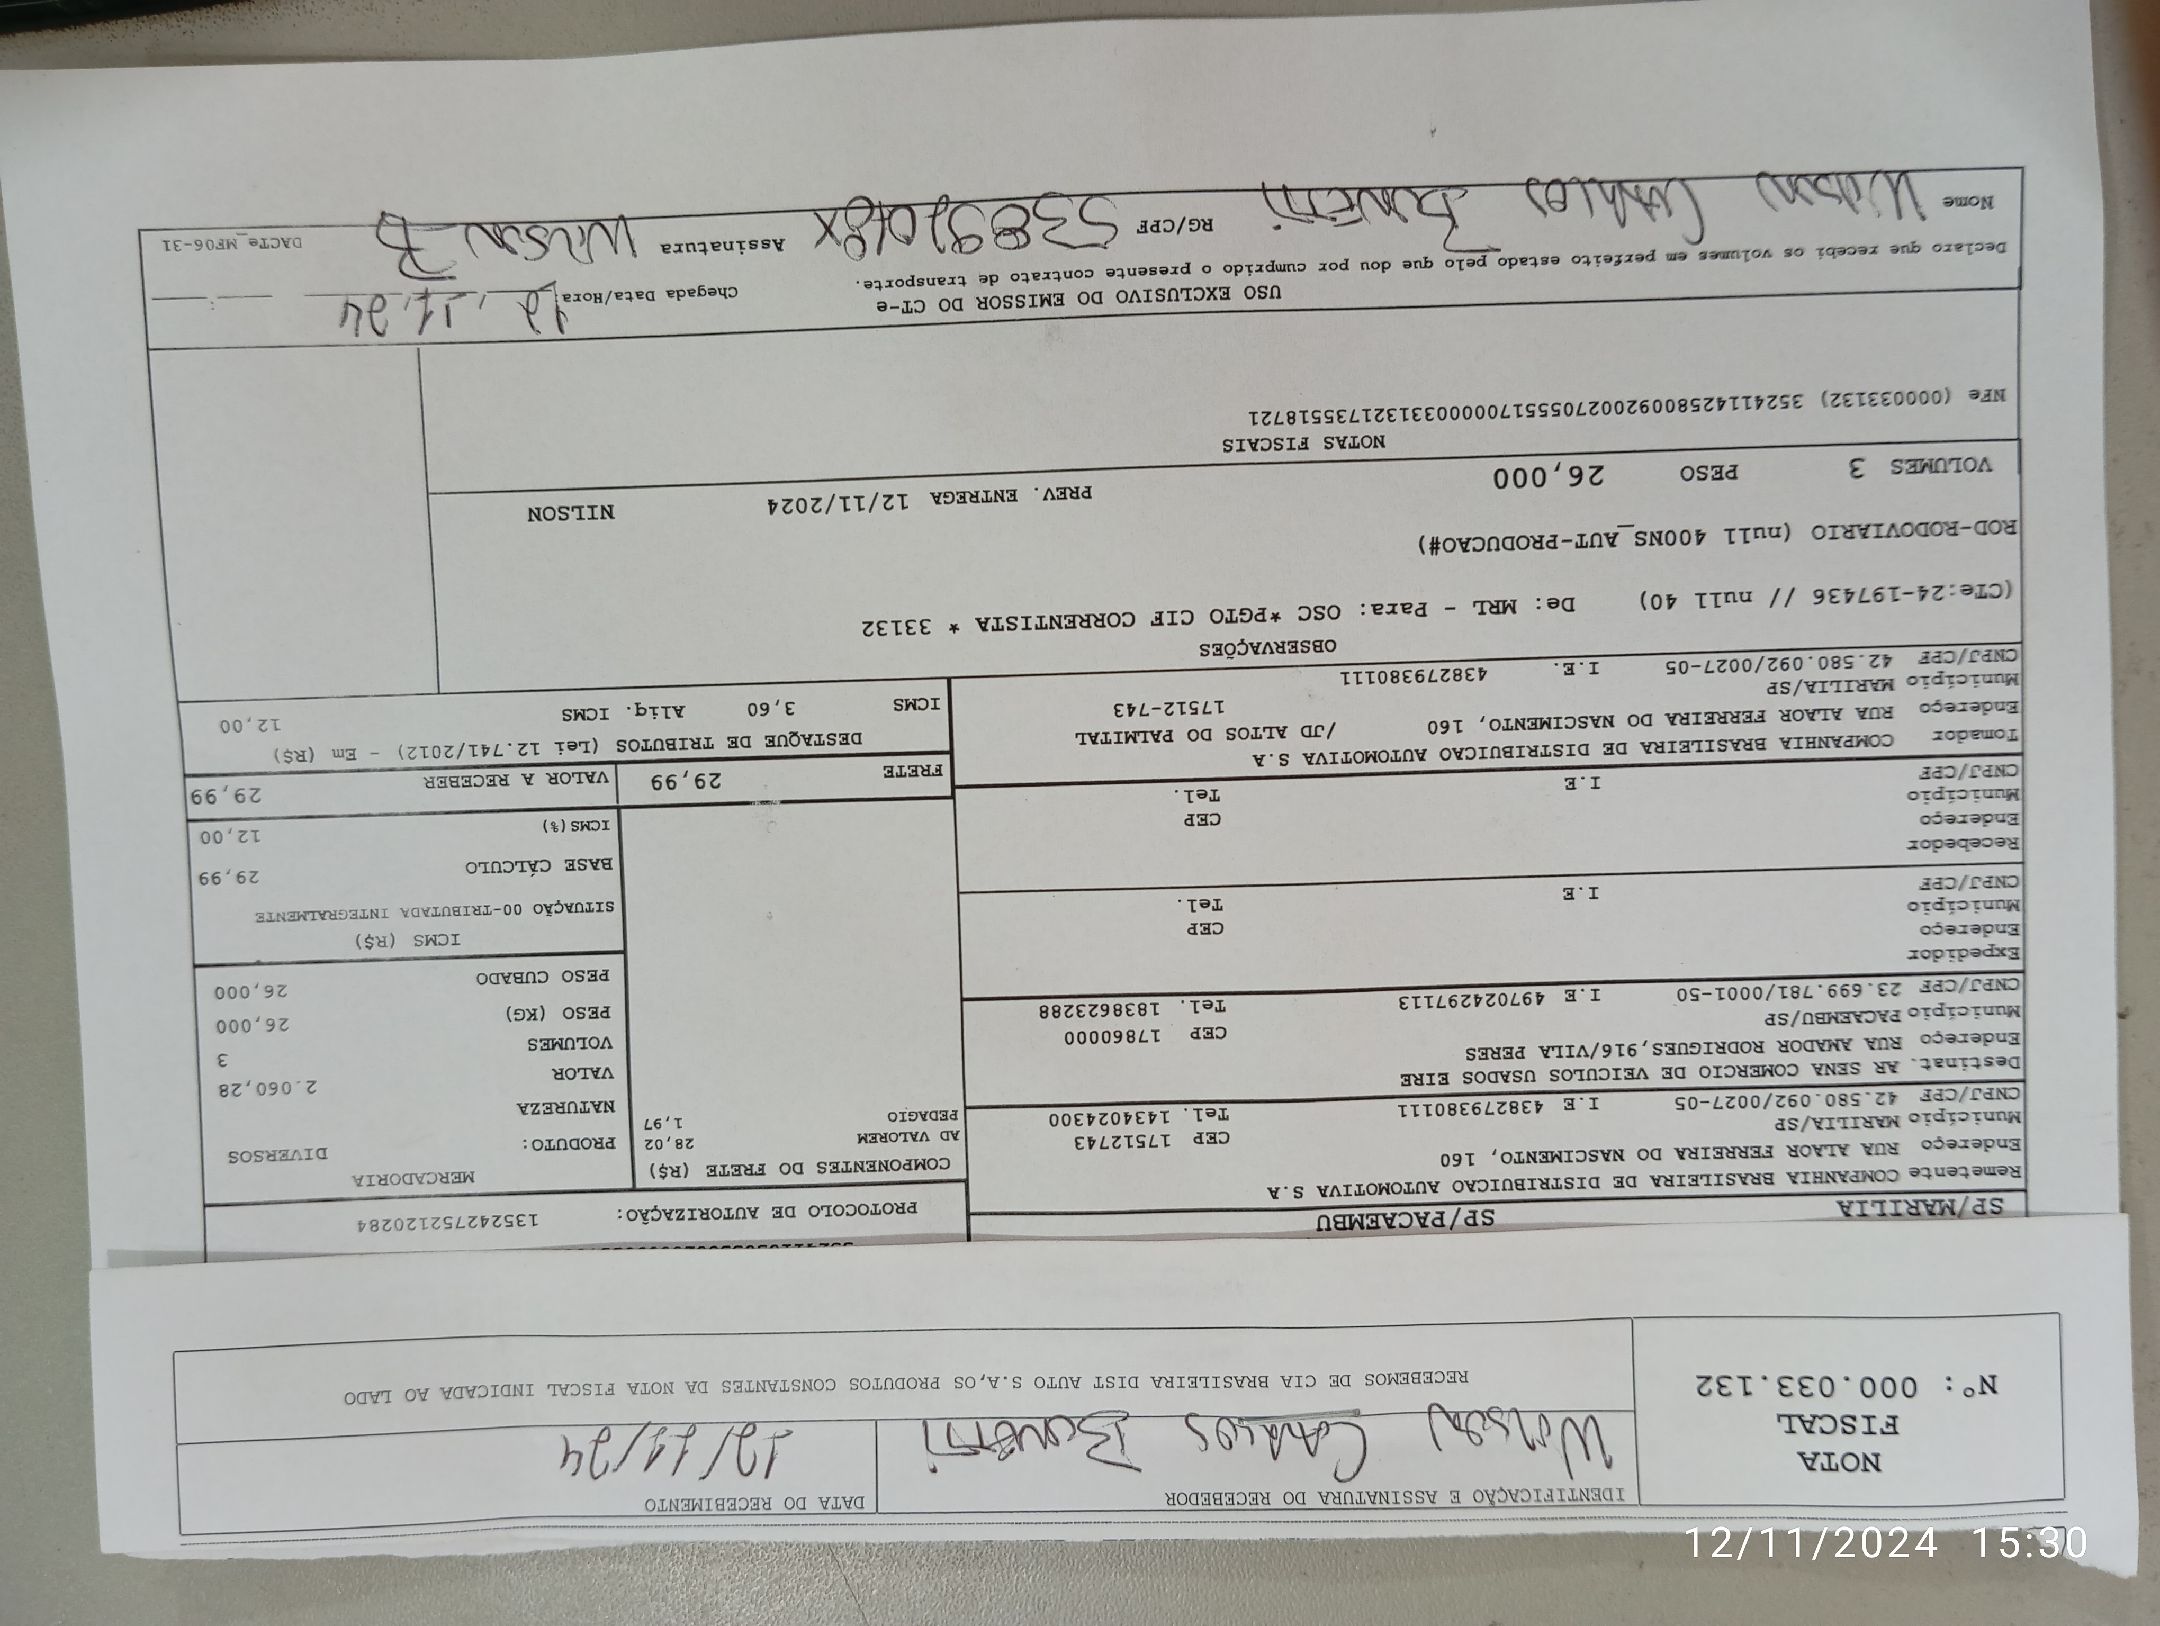 12/11/2024 15:30
NOTA
FISCAL
Nº: 000.033.132
IDENTIFICAÇÃO E ASSINATURA DO RECEBEDOR
DATA DO RECEBIMENTO
Wilson Carlos Bonetti
12/11/24
RECEBEMOS DE CIA BRASILEIRA DIST AUTO S.A,OS PRODUTOS CONSTANTES DA NOTA FISCAL INDICADA AO LADO
SP/MARILIA SP/PACAEMBU
Remetente COMPANHIA BRASILEIRA DE DISTRIBUICAO AUTOMOTIVA S.A
Endereço RUA ALAOR FERREIRA DO NASCIMENTO, 160
Município MARILIA/SP CEP 17512743
CNPJ/CPF 42.580.092/0027-05 I.E 438279380111 Tel. 1434024300
Destinat. AR SENA COMERCIO DE VEICULOS USADOS EIRE
Endereço RUA AMADOR RODRIGUES,916/VILA PERES
Município PACAEMBU/SP CEP 17860000
CNPJ/CPF 23.699.781/0001-50 I.E 497024297113 Tel. 1838623288
Expedidor
Endereço
Município CEP
CNPJ/CPF I.E Tel.
Recebedor
Endereço
Município CEP
CNPJ/CPF I.E Tel.
Tomador COMPANHIA BRASILEIRA DE DISTRIBUICAO AUTOMOTIVA S.A
Endereço RUA ALAOR FERREIRA DO NASCIMENTO, 160 /JD ALTOS DO PALMITAL
Município MARILIA/SP 17512-743
CNPJ/CPF 42.580.092/0027-05 I.E. 438279380111
PROTOCOLO DE AUTORIZAÇÃO: 135242127521 20284
COMPONENTES DO FRETE (R$)
AD VALOREM 28,02
PEDAGIO 1,97
MERCADORIA
PRODUTO: DIVERSOS
NATUREZA
VALOR 2.060,28
VOLUMES 3
PESO (KG) 26,000
PESO CUBADO 26,000
ICMS (R$)
SITUAÇÃO 00-TRIBUTADA INTEGRALMENTE
BASE CÁLCULO 29,99
ICMS(%) 12,00
FRETE 29,99 VALOR A RECEBER 29,99
DESTAQUE DE TRIBUTOS (Lei 12.741/2012) - Em (R$)
ICMS 3,60 Aliq. ICMS 12,00
OBSERVAÇÕES
(CTe:24-197436 // null 40) De: MRL - Para: OSC *PGTO CIF CORRENTISTA * 33132
ROD-RODOVIARIO (null 400NS_AUT-PRODUCAO#)
VOLUMES 3 PESO 26,000 PREV. ENTREGA 12/11/2024 NILSON
NOTAS FISCAIS
NFe (000033132) 35241142580092002705551700000331321735518721
USO EXCLUSIVO DO EMISSOR DO CT-e
Declaro que recebi os volumes em perfeito estado pelo que dou por cumprido o presente contrato de transporte.
Chegada Data/Hora: 12, 11, 24
Nome Wilson Carlos Bonetti RG/CPF 53897048x Assinatura Wilson B
DACTe_MF06-31